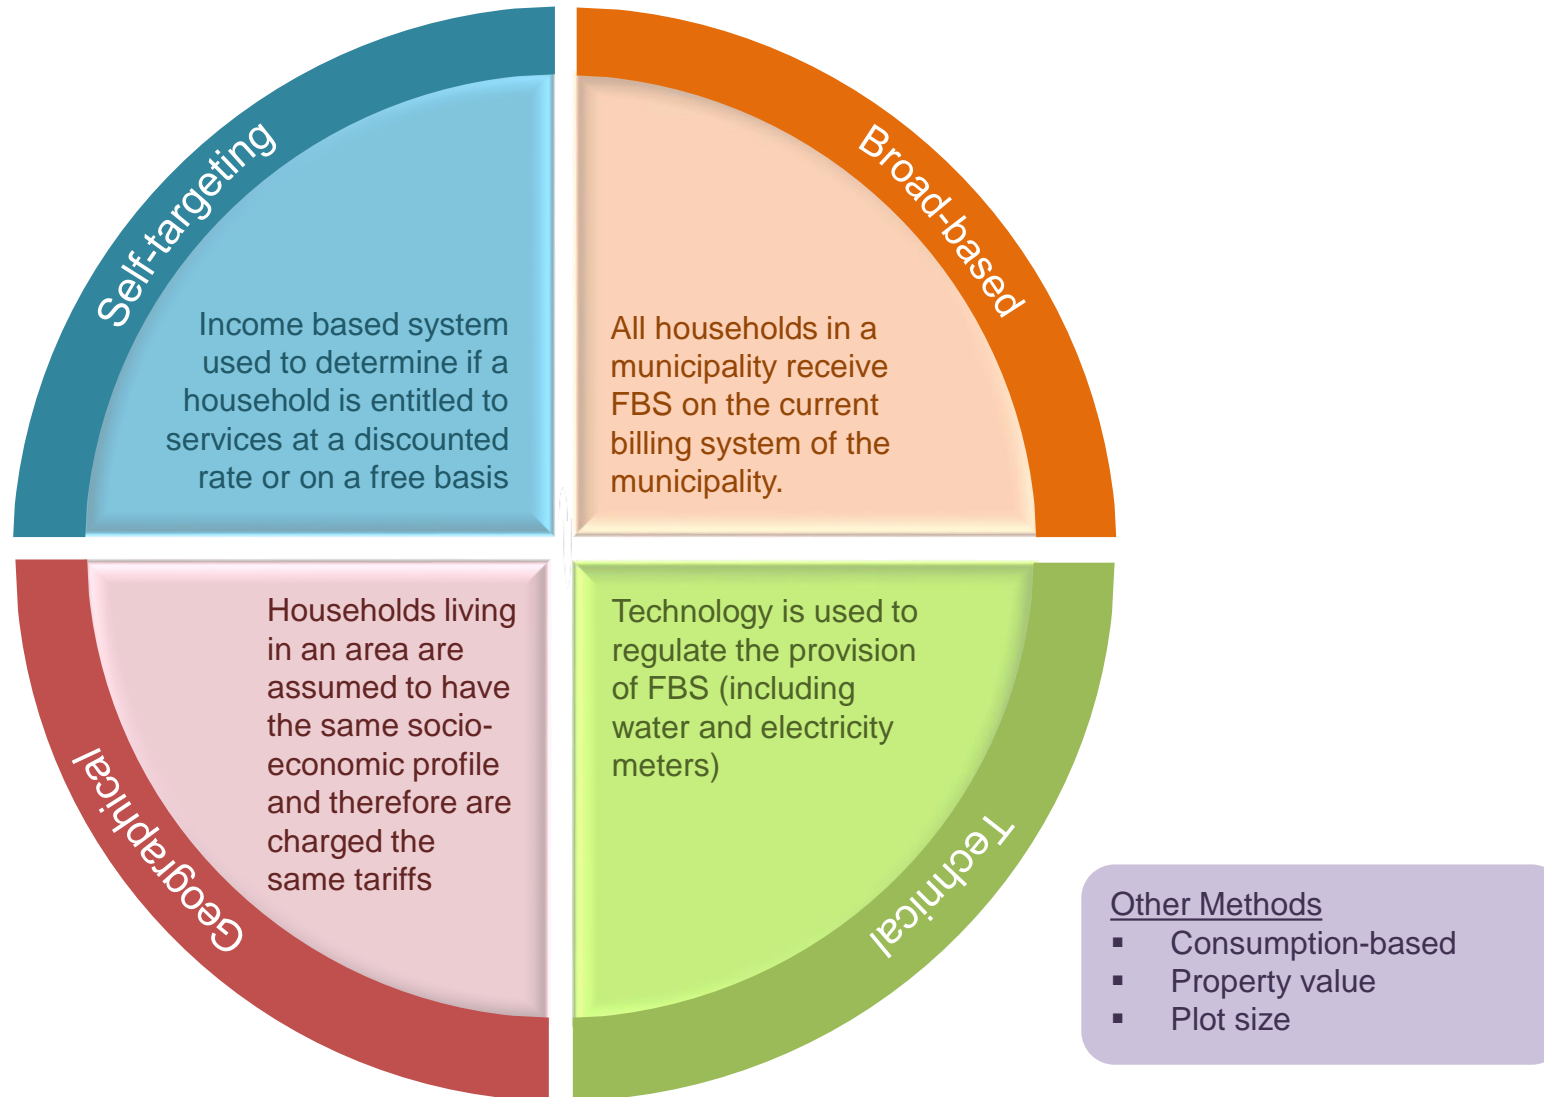 Self-targeting
Income based system
used to determine if a
household is entitled to
services at a discounted
rate or on a free basis
Broad-based
All households in a
municipality receive
FBS on the current
billing system of the
municipality.
Geographical
Households living
in an area are
assumed to have
the same socio-
economic profile
and therefore are
charged the
same tariffs
Technical
Technology is used to
regulate the provision
of FBS (including
water and electricity
meters)
Other Methods
▪ Consumption-based
▪ Property value
▪ Plot size